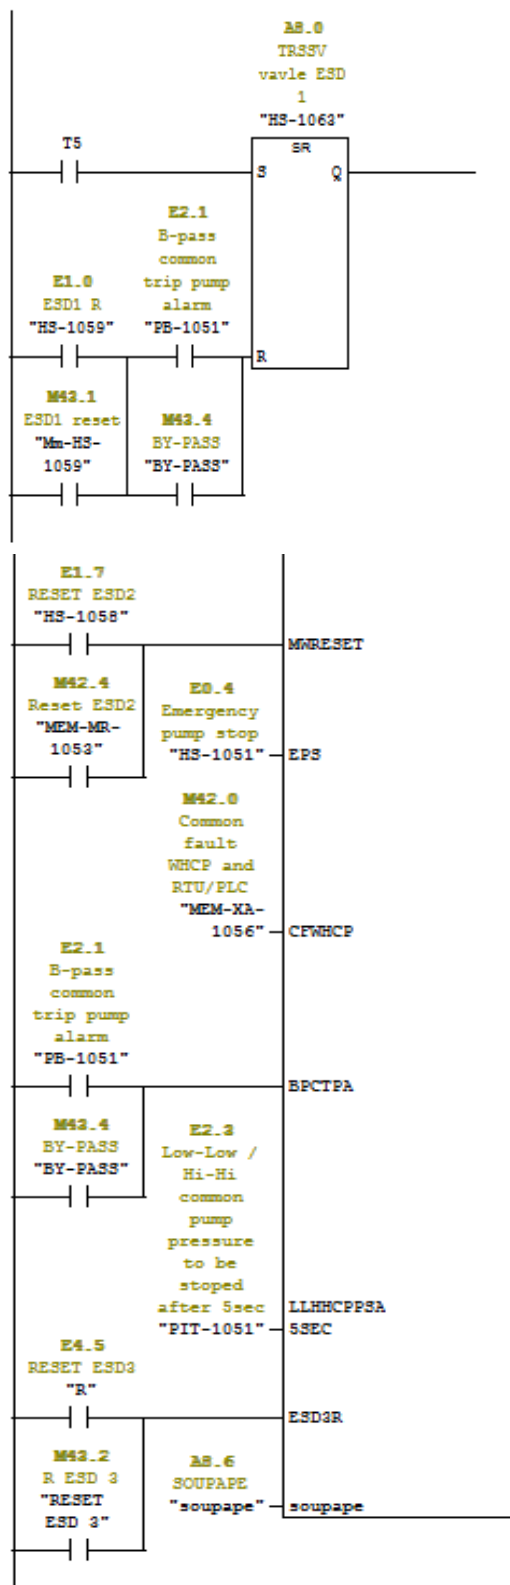 A8.0
TRSSV
vavle ESD
1
"HS-1063"
SR
T5
S
Q
E2.1
B-pass
common
trip pump
alarm
"PB-1051"
E1.0
ESD1 R
"HS-1059"
R
M43.1
ESD1 reset
"Mm-HS-
1059"
M43.4
BY-PASS
"BY-PASS"
E1.7
RESET ESD2
"HS-1058"
MWRESET
M42.4
Reset ESD2
"MEM-MR-
1053"
E0.4
Emergency
pump stop
"HS-1051"
EPS
M42.0
Common
fault
WHCP and
RTU/PLC
"MEM-XA-
1056"
CFWHCP
E2.1
B-pass
common
trip pump
alarm
"PB-1051"
BPCTPA
M43.4
BY-PASS
"BY-PASS"
E2.3
Low-Low /
Hi-Hi
common
pump
pressure
to be
stoped
after 5sec
"PIT-1051"
LLHHCPPSA
5SEC
E4.5
RESET ESD3
"R"
ESD3R
M43.2
R ESD 3
"RESET
ESD 3"
A8.6
SOUPAPE
"soupape"
soupape